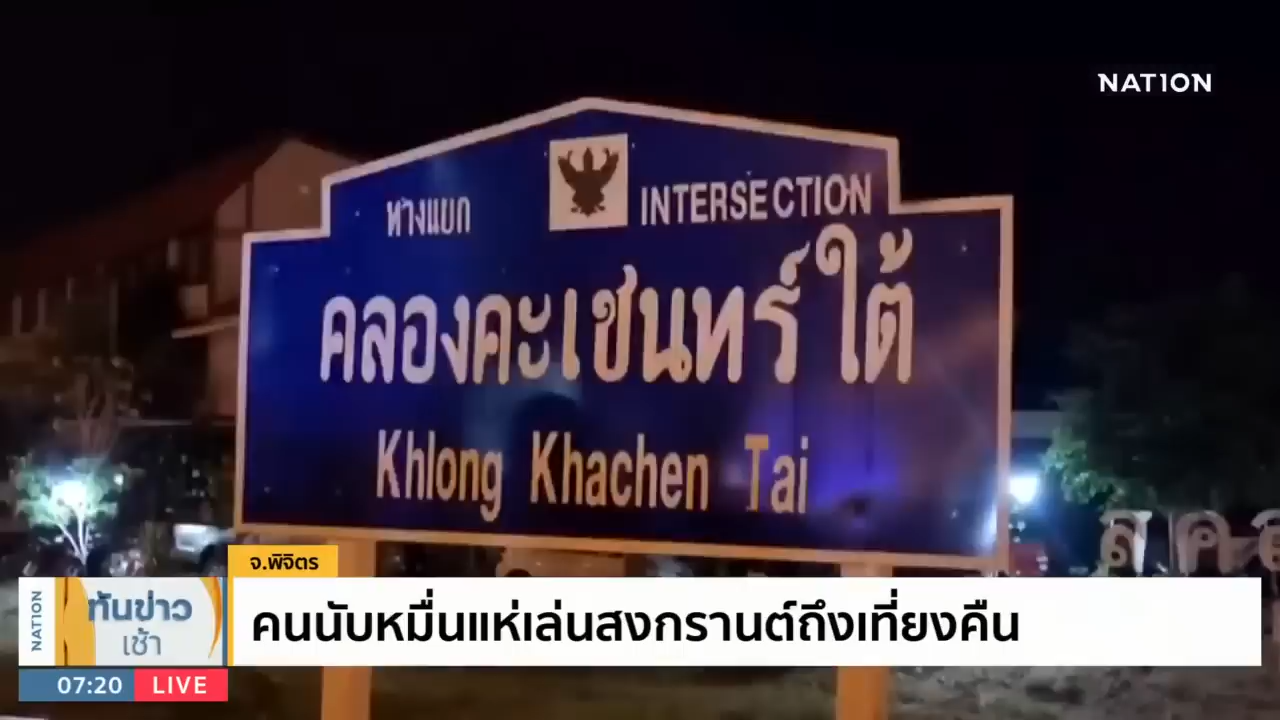 NATION
ทางแยก
INTERSECTION
คลองคะเชนทร์ใต้
Khlong Khachen Tai
จ.พิจิตร
NATION
ทันข่าว
เช้า
คนนับหมื่นแห่เล่นสงกรานต์ถึงเที่ยงคืน
07:20 LIVE